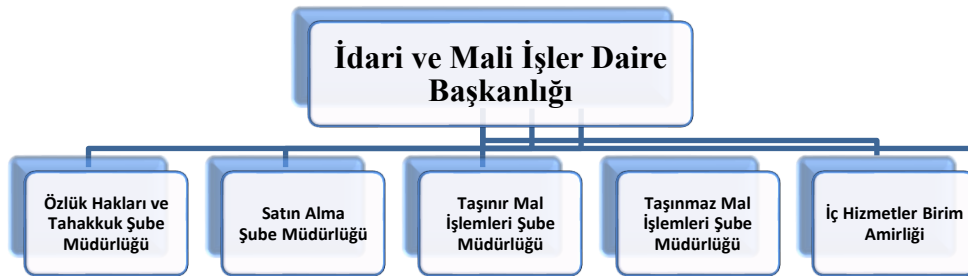 İdari ve Mali İşler Daire
Başkanlığı
Özlük Hakları ve
Tahakkuk Şube
Müdürlüğü
Satın Alma
Şube Müdürlüğü
Taşınır Mal
İşlemleri Şube
Müdürlüğü
Taşınmaz Mal
İşlemleri Şube
Müdürlüğü
İç Hizmetler Birim
Amirliği